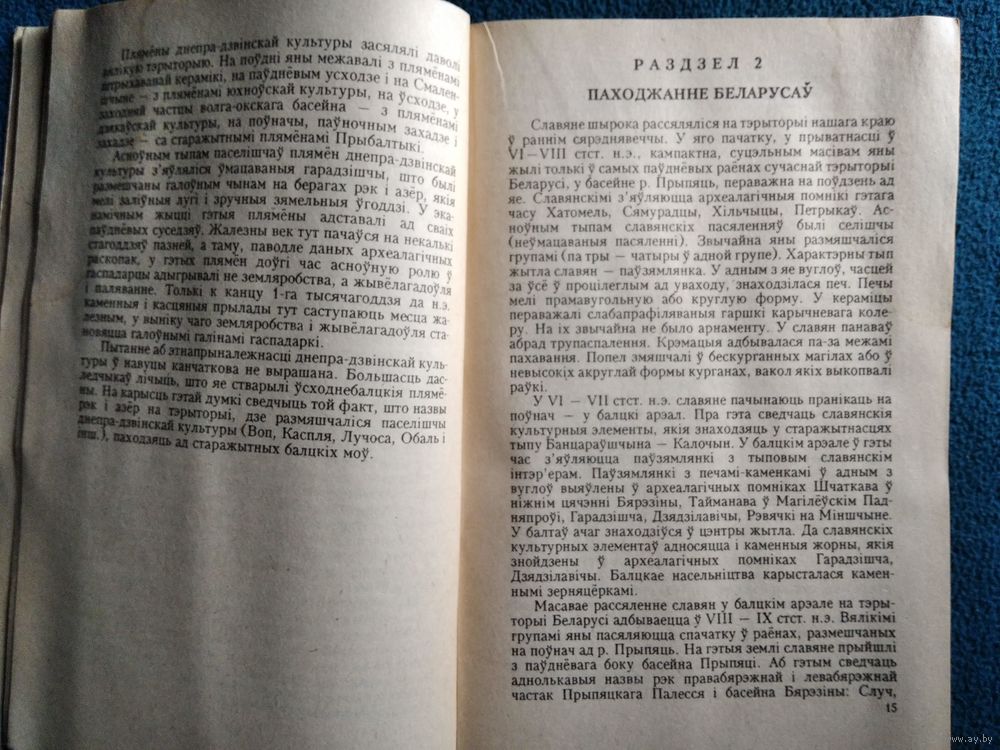 Плямёны днепра-дзвінскай культуры засялялі даволі
вялікую тэрыторыю. На поўдні яны межавалі з плямёнамі
штрыхаванай керамікі, на паўднёвым усходзе і на Смален-
шчыне — з плямёнамі юхноўскай культуры, на ўсходзе, у
заходняй частцы волга-окскага басейна — з плямёнамі
дзякаўскай культуры, на поўначы, паўночным захадзе і
захадзе — са старажытнымі плямёнамі Прыбалтыкі.
Асноўным тыпам паселішчаў плямён днепра-дзвінскай
культуры з'яўляліся ўмацаваныя гарадзішчы, што былі
размешчаны галоўным чынам на берагах рэк і азёр, якія
мелі заліўныя лугі і зручныя зямельныя ўгоддзі. У эка-
намічным жыцці гэтыя плямёны адставалі ад сваіх
паўднёвых суседзяў. Жалезны век тут пачаўся на некалькі
стагоддзяў пазней, а таму, паводле даных археалагічных
раскопак, у гэтых плямён доўгі час асноўную ролю ў
гаспадарцы адыгрывалі не земляробства, а жывёлагадоўля
і паляванне. Толькі к канцу 1-га тысячагоддзя да н.э.
каменныя і касцяныя прылады тут саступаюць месца жа-
лезным, у выніку чаго земляробства і жывёлагадоўля ста-
новяцца галоўнымі галінамі гаспадаркі.
Пытанне аб этнапрыналежнасці днепра-дзвінскай куль-
туры ў навуцы канчаткова не вырашана. Большасць дас-
ледчыкаў лічыць, што яе стварылі ўсходнебалцкія плямё-
ны. На карысць гэтай думкі сведчыць той факт, што назвы
рэк і азёр на тэрыторыі, дзе размяшчаліся паселішчы
днепра-дзвінскай культуры (Воп, Каспля, Лучоса, Обаль і
інш.), паходзяць ад старажытных балцкіх моў.
РАЗДЗЕЛ 2
ПАХОДЖАННЕ БЕЛАРУСАЎ
Славяне шырока рассяляліся на тэрыторыі нашага краю
ў раннім сярэднявеччы. У яго пачатку, у прыватнасці ў
VI—VIII стст. н.э., кампактна, суцэльным масівам яны
жылі толькі ў самых паўднёвых раёнах сучаснай тэрыторыі
Беларусі, у басейне р. Прыпяць, пераважна на поўдзень ад
яе. Славянскімі з'яўляюцца археалагічныя помнікі гэтага
часу Хатомель, Сямурадцы, Хільчыцы, Петрыкаў. Ас-
ноўным тыпам славянскіх пасяленняў былі селішчы
(неўмацаваныя пасяленні). Звычайна яны размяшчаліся
групамі (па тры — чатыры ў адной групе). Характэрны тып
жытла славян — паўзямлянка. У адным з яе вуглоў, часцей
за ўсё ў процілеглым ад уваходу, знаходзілася печ. Печы
мелі прамавугольную або круглую форму. У кераміцы
пераважалі слабапрафіляваныя гаршкі карычневага коле-
ру. На іх звычайна не было арнаменту. У славян панаваў
абрад трупаспалення. Крэмацыя адбывалася па-за межамі
пахавання. Попел змяшчалі ў бескурганных магілах або ў
невысокіх акруглай формы курганах, вакол якіх выкопвалі
раўкі.
У VI — VII стст. н.э. славяне пачынаюць пранікаць на
поўнач — у балцкі арэал. Пра гэта сведчаць славянскія
культурныя элементы, якія знаходзяць у старажытнасцях
тыпу Банцараўшчына — Калочын. У балцкім арэале ў гэты
час з'яўляюцца паўзямлянкі з тыповым славянскім
інтэр'ерам. Паўзямлянкі з печамі-каменкамі ў адным з
вуглоў выяўлены ў археалагічных помніках Шчаткава ў
ніжнім цячэнні Бярэзіны, Тайманава ў Магілёўскім Пад-
няпроўі, Гарадзішча, Дзядзілавічы, Рэвячкі на Міншчыне.
У балтаў ачаг знаходзіўся ў цэнтры жытла. Да славянскіх
культурных элементаў адносяцца і каменныя жорны, якія
знойдзены ў археалагічных помніках Гарадзішча,
Дзядзілавічы. Балцкае насельніцтва карысталася камен-
нымі зерняцёркамі.
Масавае рассяленне славян у балцкім арэале на тэры-
торыі Беларусі адбываецца ў VIII — IX стст. н.э. Вялікімі
групамі яны пасяляюцца спачатку ў раёнах, размешчаных
на поўнач ад р. Прыпяць. На гэтыя землі славяне прыйшлі
з паўднёвага боку басейна Прыпяці. Аб гэтым сведчаць
аднолькавыя назвы рэк правабярэжнай і левабярэжнай
частак Прыпяцкага Палесся і басейна Бярэзіны: Случ,
15
www.ay.by